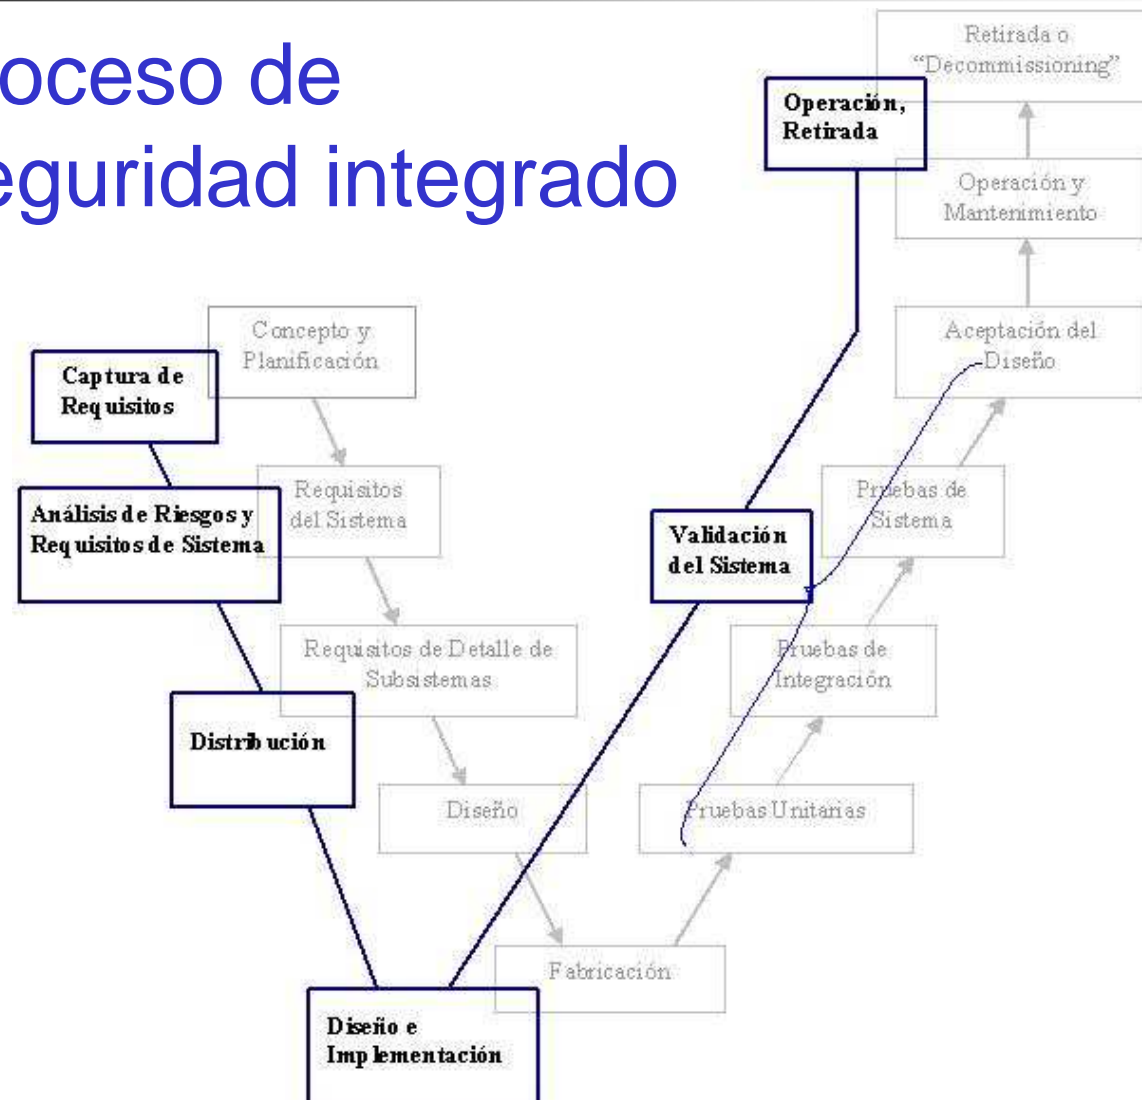 oceso de
eguridad integrado
Retirada o
“Decommissioning”
Operación,
Retirada
Operación y
Mantenimiento
Aceptación del
Diseño
Concepto y
Planificación
Captura de
Requisitos
Requisitos
del Sistema
Análisis de Riesgos y
Requisitos de Sistema
Pruebas de
Sistema
Validación
del Sistema
Requisitos de Detalle de
Subsistemas
Pruebas de
Integración
Distribución
Diseño
Pruebas Unitarias
Fabricación
Diseño e
Implementación